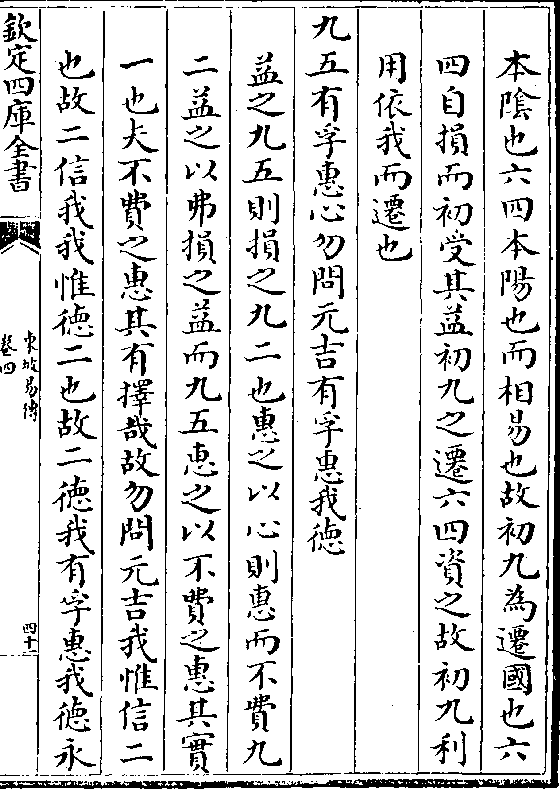 本陰也六四本陽也而相易也故初九為遷國也六
四自損而初受其益初九之遷六四資之故初九利
用依我而遷也
九五有孚惠心勿問元吉有孚惠我德
益之九五則損之九二也惠之以心則惠而不費九
二益之以弗損之益而九五惠之以不費之惠其實
一也夫不費之惠其有擇哉故勿問元吉我惟信二
也故二信我我惟德二也故二德我有孚惠我德永
欽定四庫全書
東坡易傳
卷四
四十一